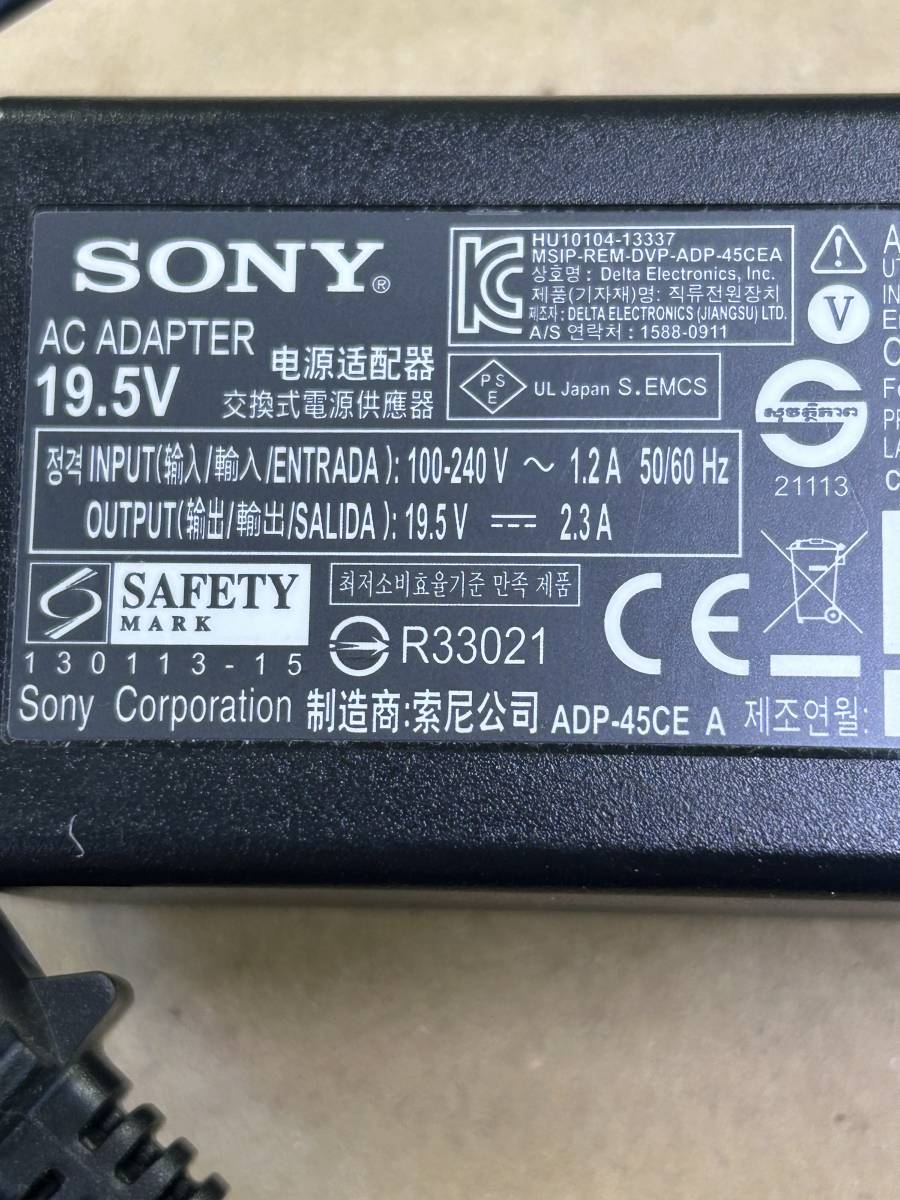 SONY®
AC ADAPTER
19.5V
电源适配器
交換式電源供應器
HU10104-13337
MSIP-REM-DVP-ADP-45CEA
상호명 : Delta Electronics, Inc.
제품(기자재)명: 직류전원장치
제조자: DELTA ELECTRONICS (JIANGSU) LTD.
A/S 연락처 : 1588-0911
PSE UL Japan S.EMCS
V
21113
정격 INPUT(输入/輸入/ENTRADA): 100-240 V ～ 1.2 A 50/60 Hz
OUTPUT(输出/輸出/SALIDA): 19.5 V ⎓ 2.3 A
SAFETY
MARK
130113-15
최저소비효율기준 만족 제품
R33021
CE
Sony Corporation 制造商:索尼公司 ADP-45CE A 제조연월: